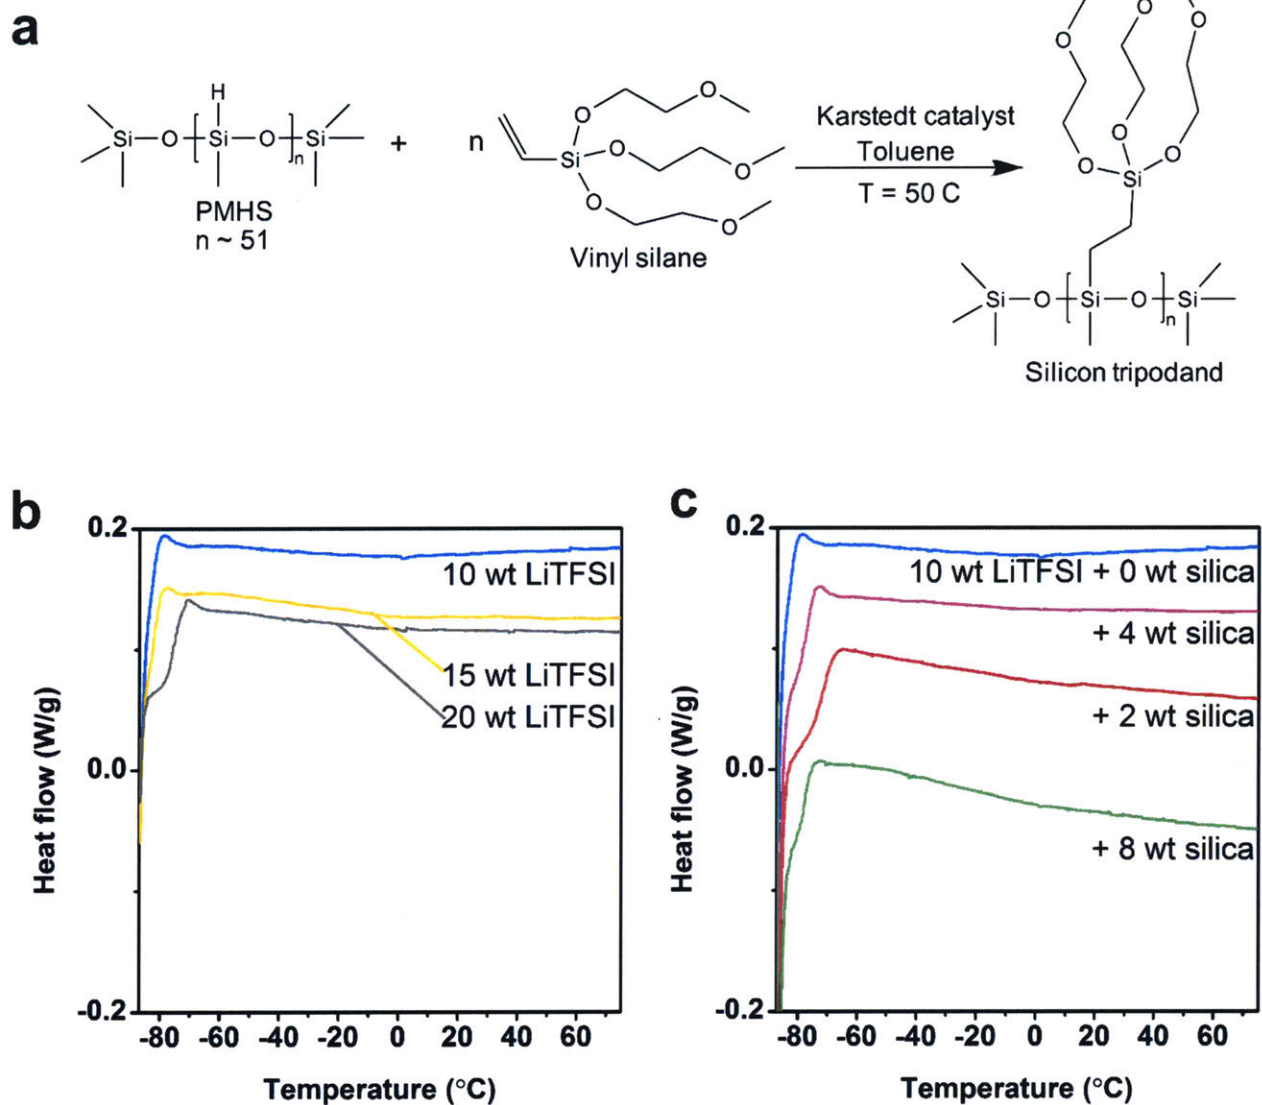 a
O
O
O
H
Si
O
Si
O
Si
n
PMHS
n ~ 51
+
n
Si
O
O
O
O
O
O
Vinyl silane
Karstedt catalyst
Toluene
T = 50 C
O
O
O
Si
Si
O
Si
O
Si
n
Silicon tripodand
b
0.2
0.0
-0.2
Heat flow (W/g)
10 wt LiTFSI
15 wt LiTFSI
20 wt LiTFSI
-80 -60 -40 -20 0 20 40 60
Temperature (°C)
c
0.2
0.0
-0.2
Heat flow (W/g)
10 wt LiTFSI + 0 wt silica
+ 4 wt silica
+ 2 wt silica
+ 8 wt silica
-80 -60 -40 -20 0 20 40 60
Temperature (°C)